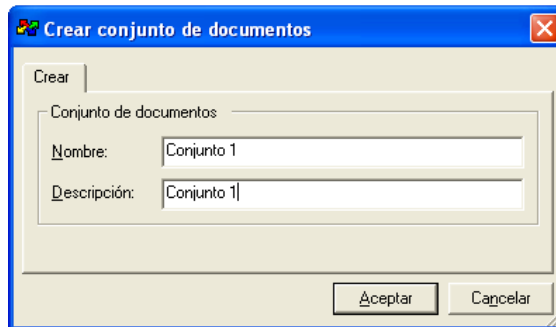 Crear conjunto de documentos
Crear
Conjunto de documentos
Nombre: Conjunto 1
Descripción: Conjunto 1
Aceptar Cancelar